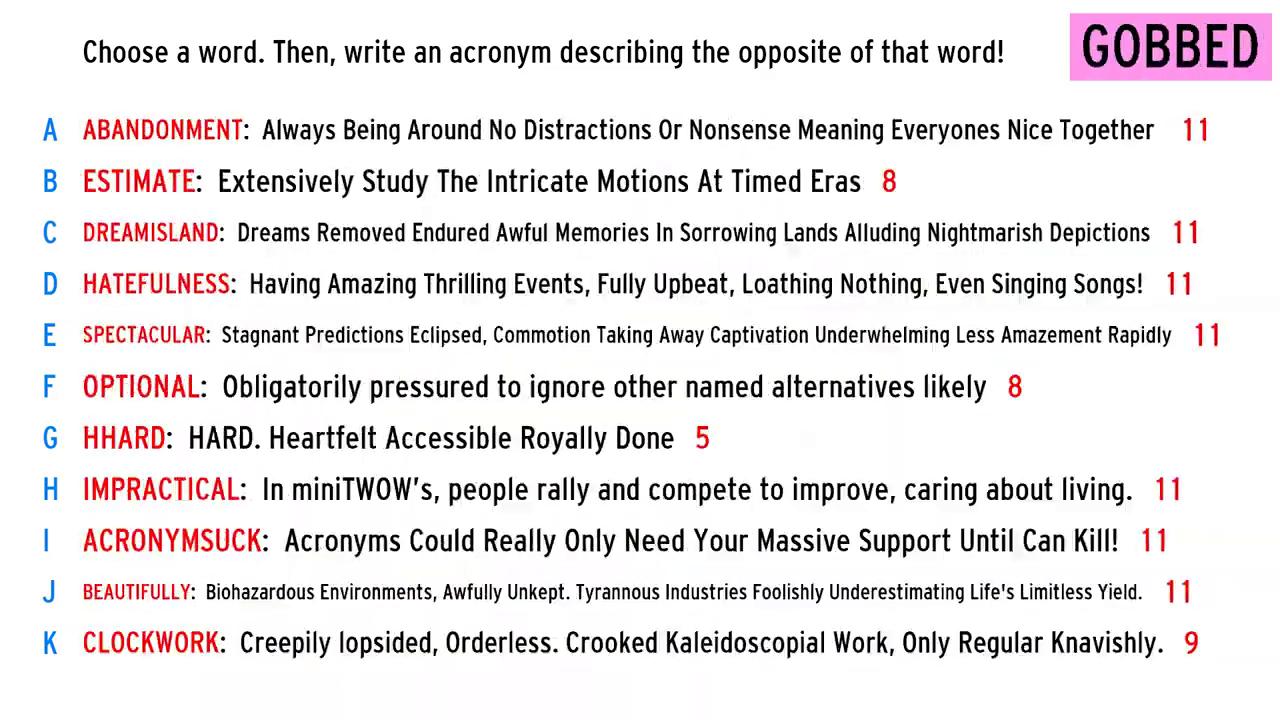 Choose a word. Then, write an acronym describing the opposite of that word!
GOBBED
A ABANDONMENT: Always Being Around No Distractions Or Nonsense Meaning Everyones Nice Together 11
B ESTIMATE: Extensively Study The Intricate Motions At Timed Eras 8
C DREAMISLAND: Dreams Removed Endured Awful Memories In Sorrowing Lands Alluding Nightmarish Depictions 11
D HATEFULNESS: Having Amazing Thrilling Events, Fully Upbeat, Loathing Nothing, Even Singing Songs! 11
E SPECTACULAR: Stagnant Predictions Eclipsed, Commotion Taking Away Captivation Underwhelming Less Amazement Rapidly 11
F OPTIONAL: Obligatorily pressured to ignore other named alternatives likely 8
G HHARD: HARD. Heartfelt Accessible Royally Done 5
H IMPRACTICAL: In miniTWOW's, people rally and compete to improve, caring about living. 11
I ACRONYMSUCK: Acronyms Could Really Only Need Your Massive Support Until Can Kill! 11
J BEAUTIFULLY: Biohazardous Environments, Awfully Unkept. Tyrannous Industries Foolishly Underestimating Life's Limitless Yield. 11
K CLOCKWORK: Creepily lopsided, Orderless. Crooked Kaleidoscopial Work, Only Regular Knavishly. 9